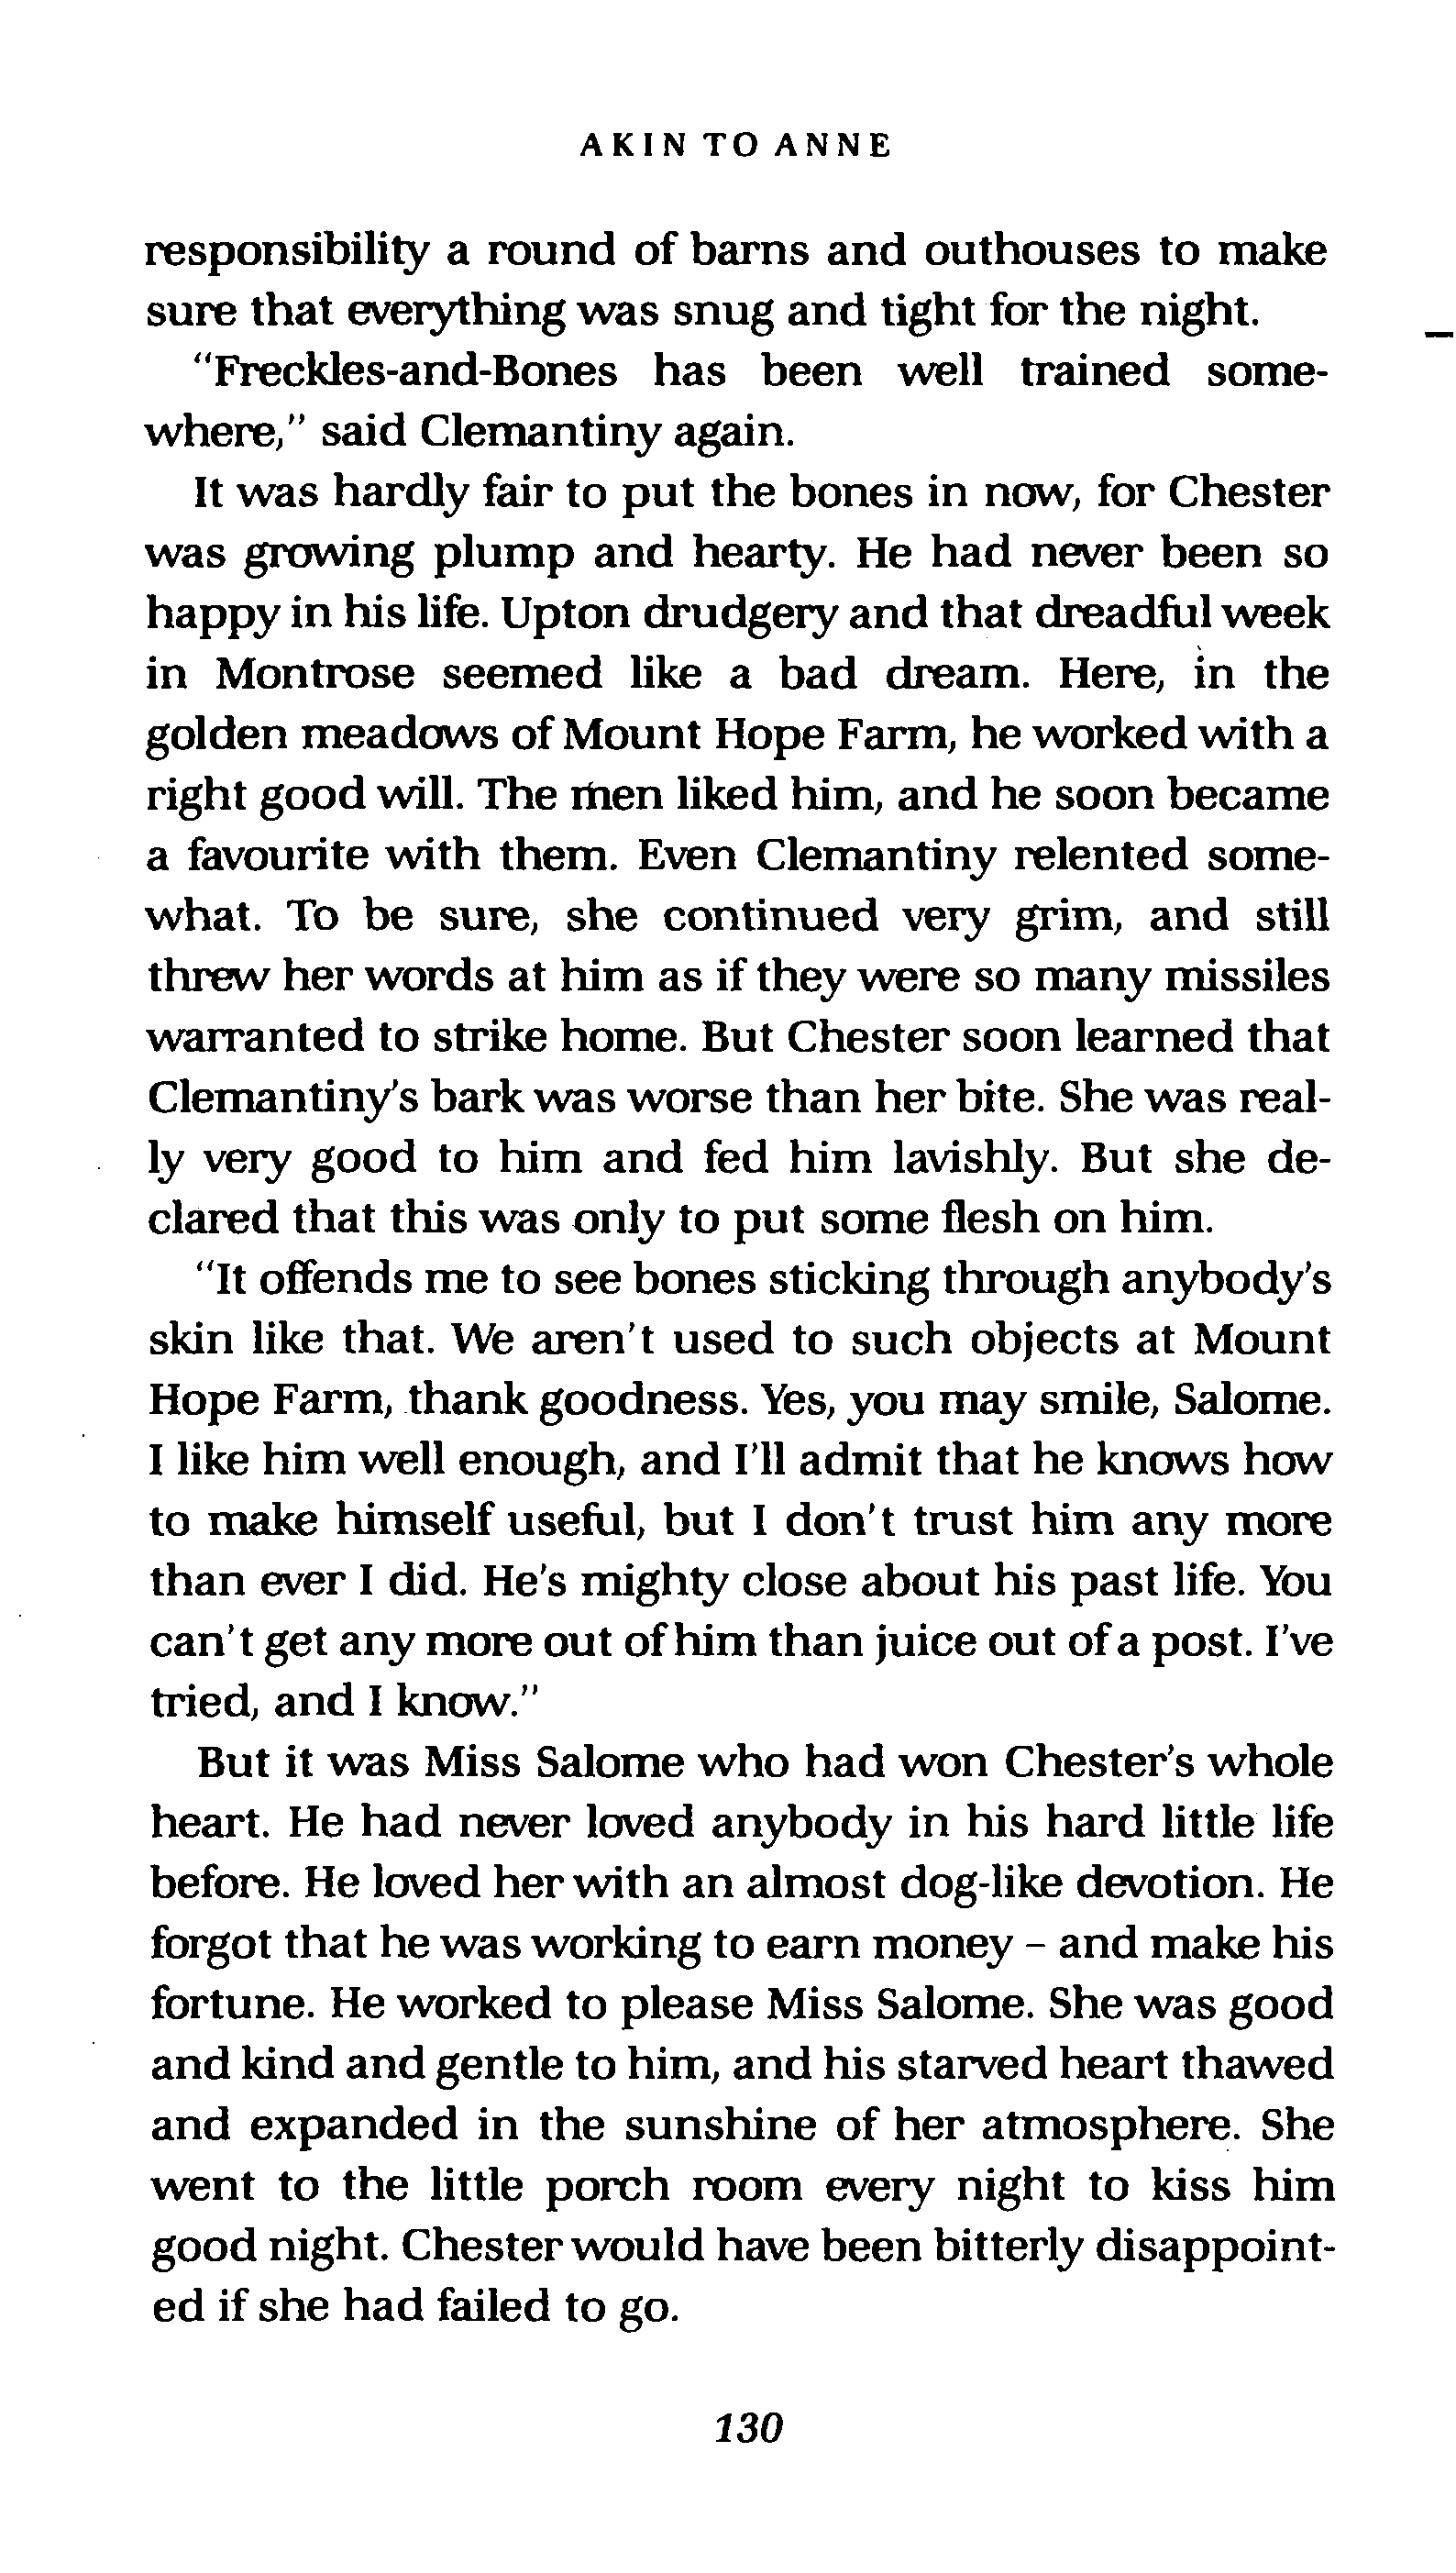 AKIN TO ANNE
responsibility a round of barns and outhouses to make
sure that everything was snug and tight for the night.
"Freckles-and-Bones has been well trained some-
where," said Clemantiny again.
It was hardly fair to put the bones in now, for Chester
was growing plump and hearty. He had never been so
happy in his life. Upton drudgery and that dreadful week
in Montrose seemed like a bad dream. Here, in the
golden meadows of Mount Hope Farm, he worked with a
right good will. The men liked him, and he soon became
a favourite with them. Even Clemantiny relented some-
what. To be sure, she continued very grim, and still
threw her words at him as if they were so many missiles
warranted to strike home. But Chester soon learned that
Clemantiny's bark was worse than her bite. She was real-
ly very good to him and fed him lavishly. But she de-
clared that this was only to put some flesh on him.
"It offends me to see bones sticking through anybody's
skin like that. We aren't used to such objects at Mount
Hope Farm, thank goodness. Yes, you may smile, Salome.
I like him well enough, and I'll admit that he knows how
to make himself useful, but I don't trust him any more
than ever I did. He's mighty close about his past life. You
can't get any more out of him than juice out of a post. I've
tried, and I know."
But it was Miss Salome who had won Chester's whole
heart. He had never loved anybody in his hard little life
before. He loved her with an almost dog-like devotion. He
forgot that he was working to earn money – and make his
fortune. He worked to please Miss Salome. She was good
and kind and gentle to him, and his starved heart thawed
and expanded in the sunshine of her atmosphere. She
went to the little porch room every night to kiss him
good night. Chester would have been bitterly disappoint-
ed if she had failed to go.
130